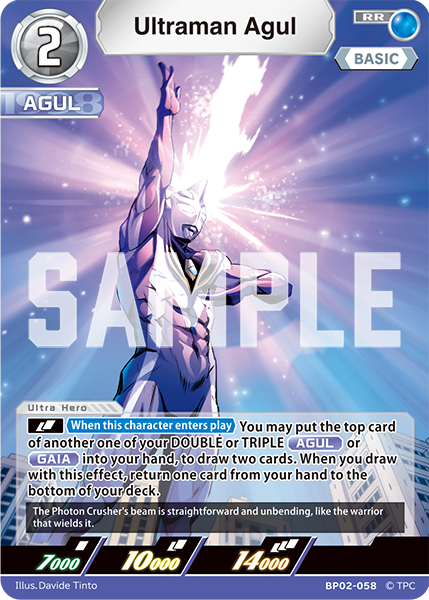 Ultraman Agul
RR
2
BASIC
1998
AGUL
SAMPLE
Ultra Hero
When this character enters play You may put the top card
of another one of your DOUBLE or TRIPLE AGUL or
GAIA into your hand, to draw two cards. When you draw
with this effect, return one card from your hand to the
bottom of your deck.
The Photon Crusher's beam is straightforward and unbending, like the warrior
that wields it.
7000 10000 14000
Illus. Davide Tinto BP02-058 © TPC